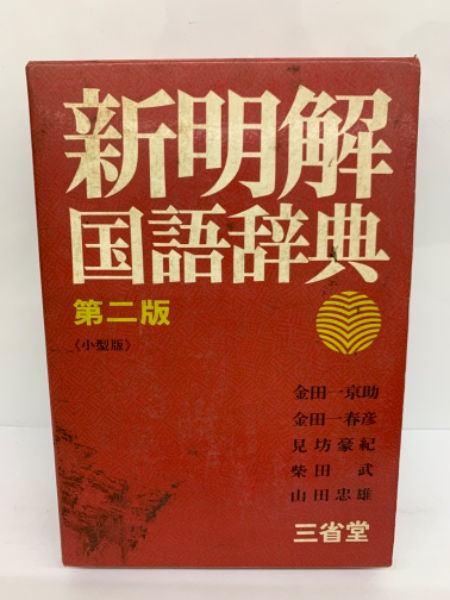 新明解
国語辞典
第二版
《小型版》
金田一京助
金田一春彦
見坊豪紀
柴田 武
山田忠雄
三省堂